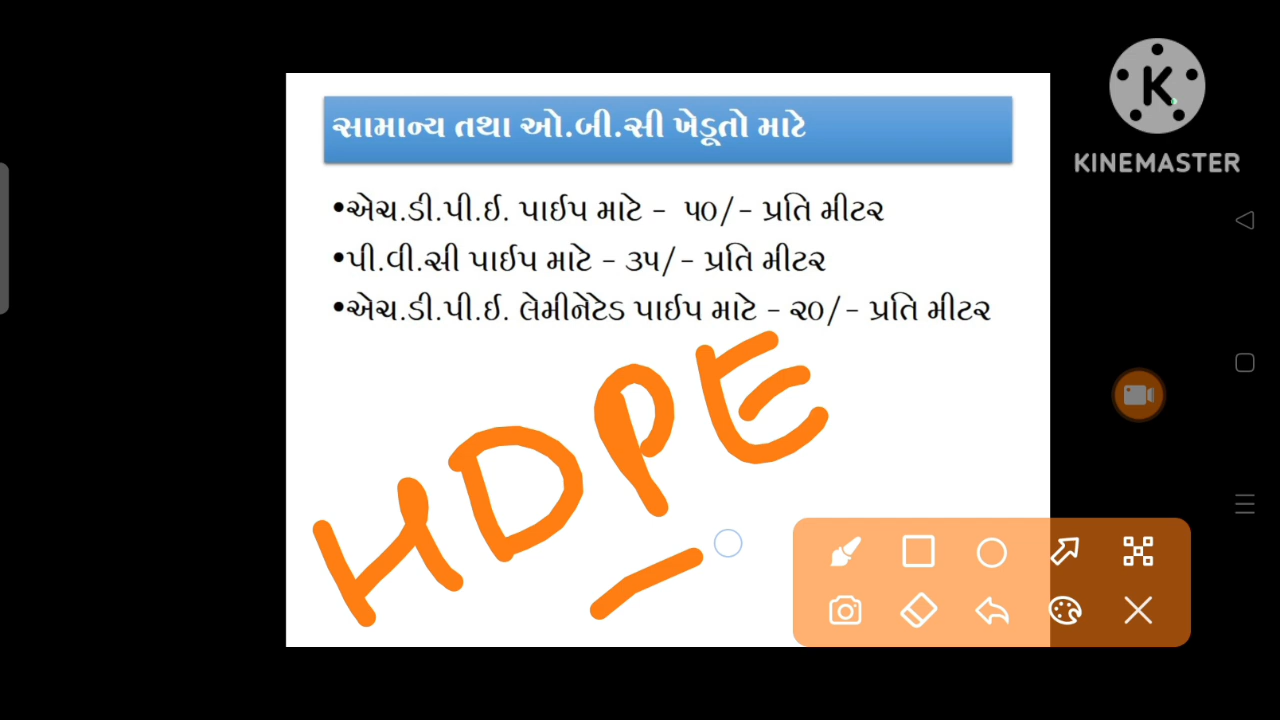 સામાન્ય તથા ઓ.બી.સી ખેડૂતો માટે
•એચ.ડી.પી.ઈ. પાઈપ માટે - ૫૦/- પ્રતિ મીટર
•પી.વી.સી પાઈપ માટે - ૩૫/- પ્રતિ મીટર
•એચ.ડી.પી.ઈ. લેમીનેટેડ પાઈપ માટે - ૨૦/- પ્રતિ મીટર
HDPE
K
KINEMASTER